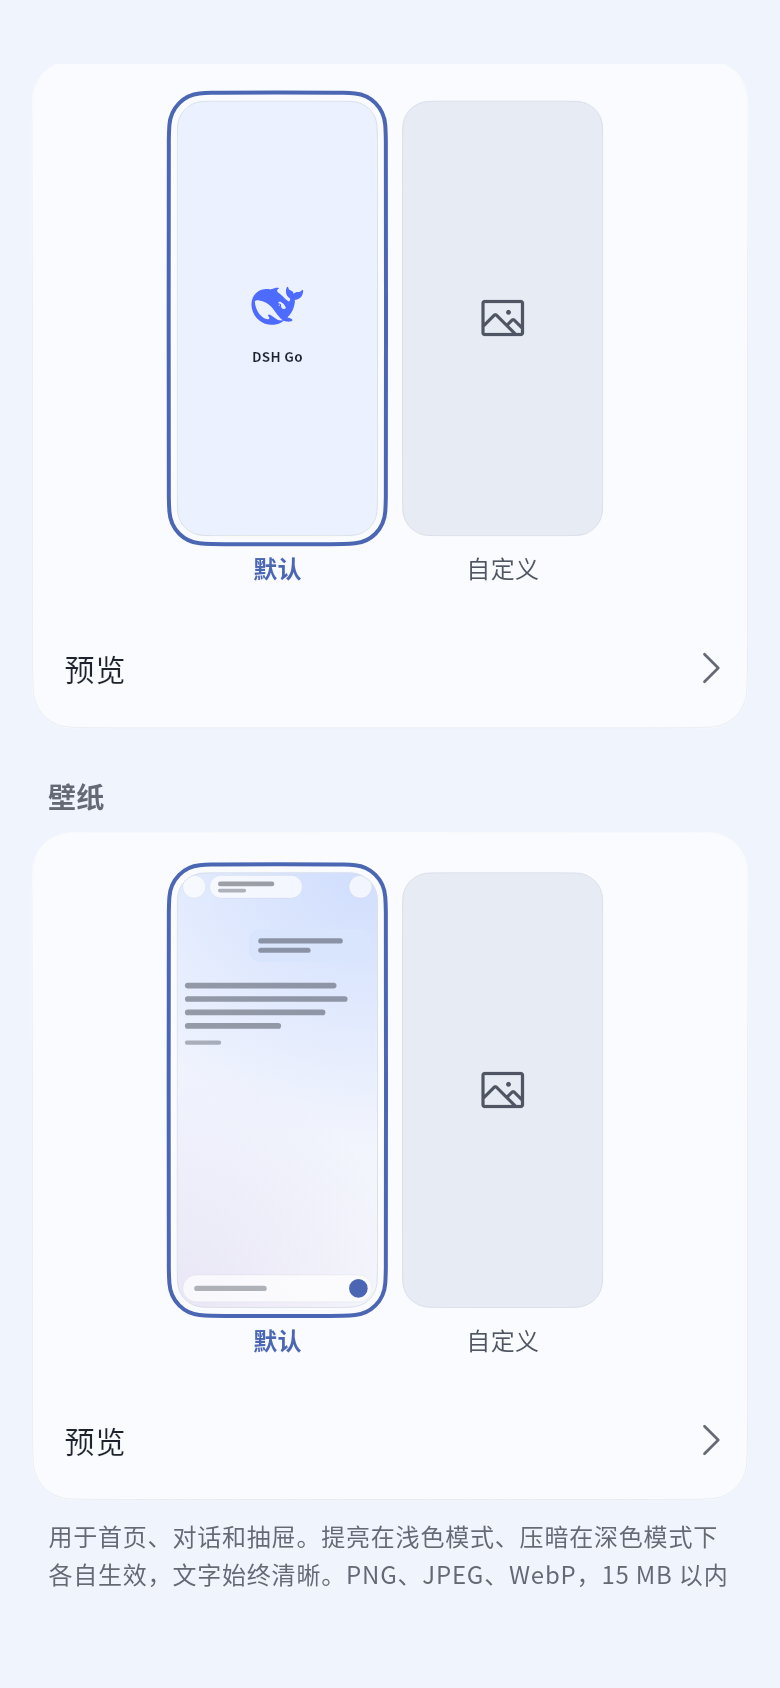 DSH Go
默认
自定义
预览
壁纸
默认
自定义
预览
用于首页、对话和抽屉。提亮在浅色模式、压暗在深色模式下
各自生效，文字始终清晰。PNG、JPEG、WebP，15 MB 以内